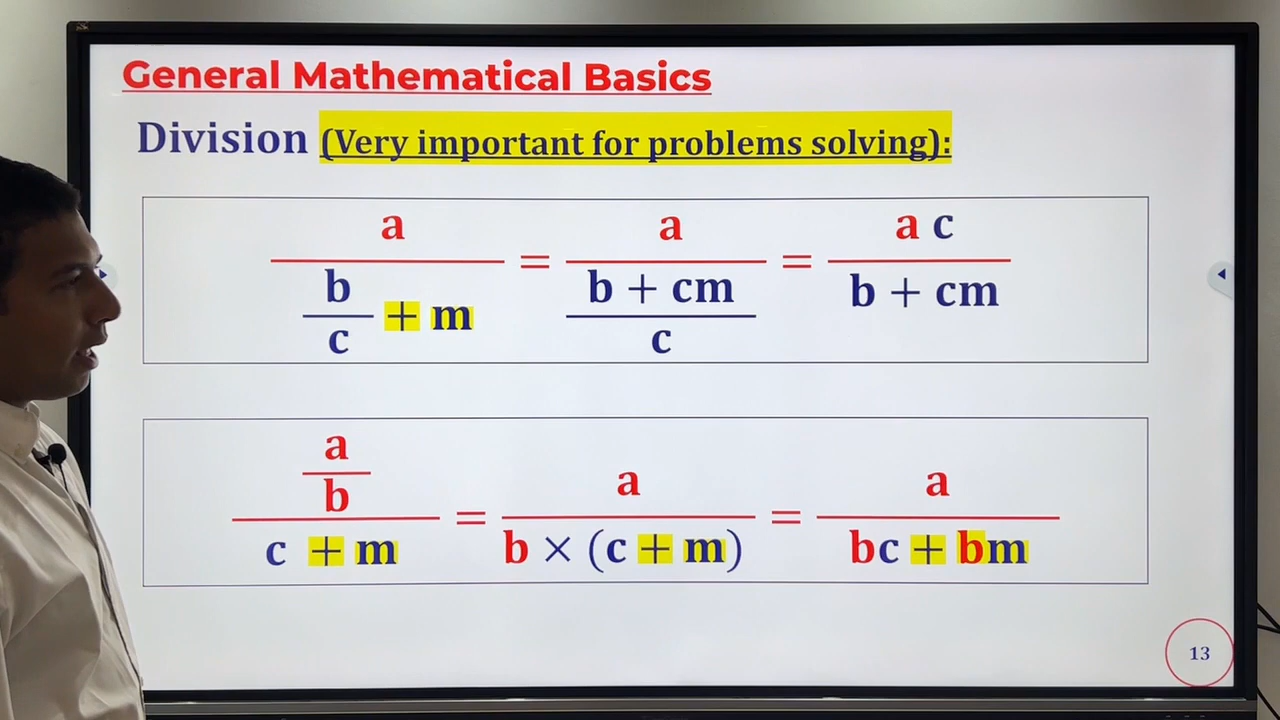 General Mathematical Basics
Division (Very important for problems solving):
a / (b/c + m) = a / ((b + cm)/c) = a c / (b + cm)
(a/b) / (c + m) = a / (b × (c + m)) = a / (bc + bm)
13